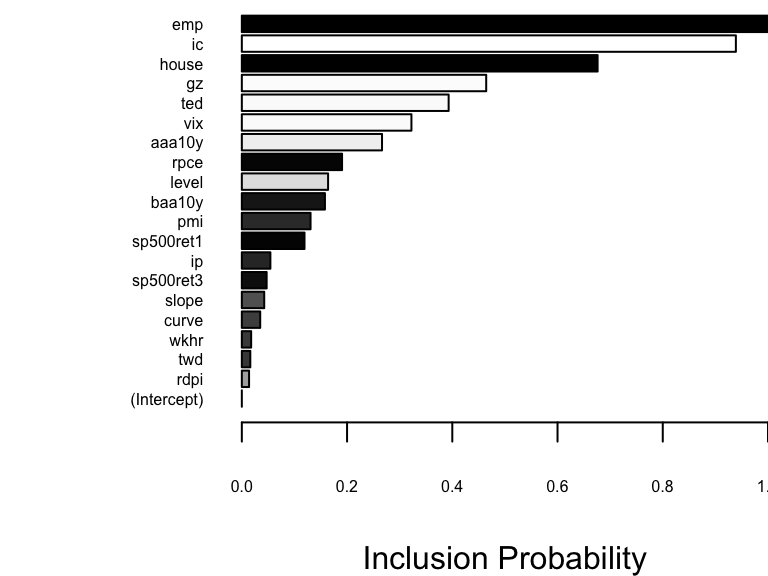 emp
ic
house
gz
ted
vix
aaa10y
rpce
level
baa10y
pmi
sp500ret1
ip
sp500ret3
slope
curve
wkhr
twd
rdpi
(Intercept)
0.0 0.2 0.4 0.6 0.8 1.
Inclusion Probability